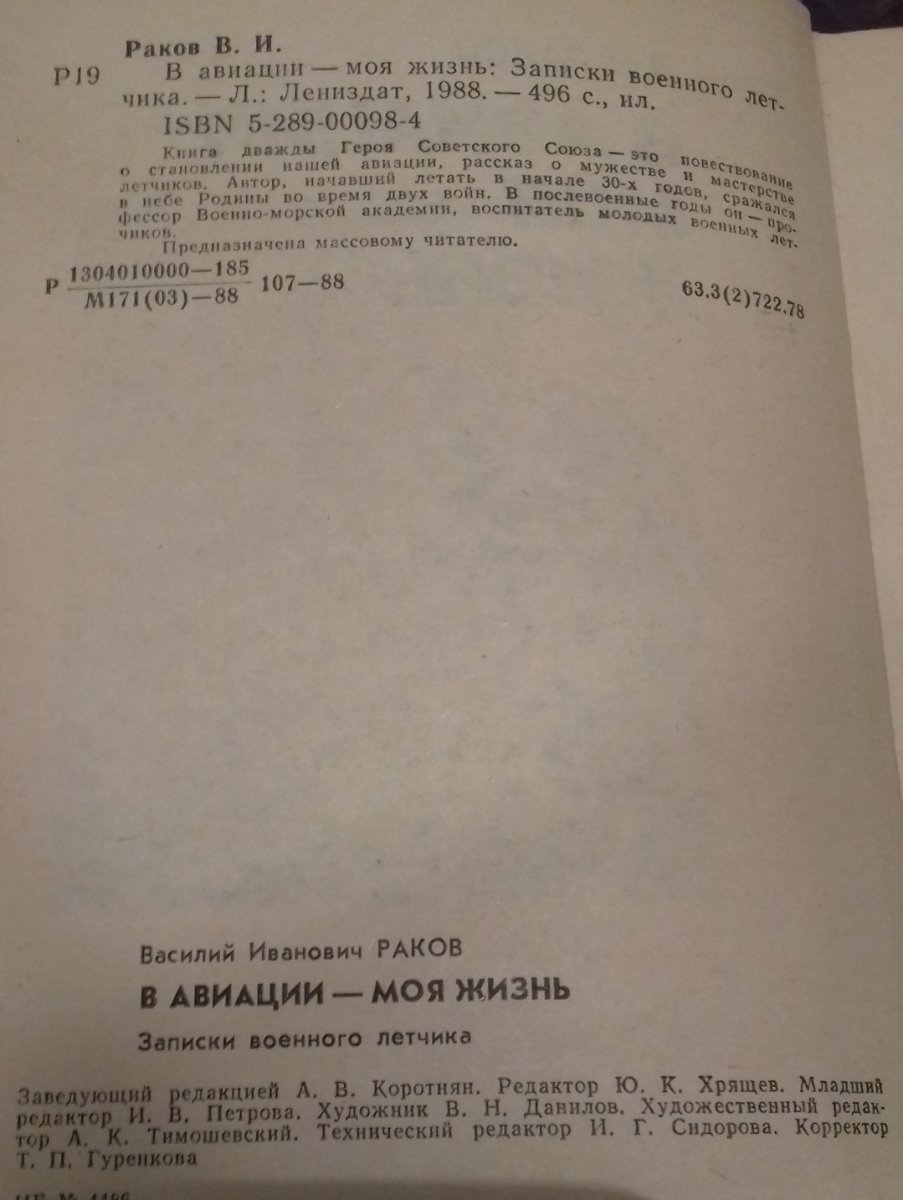 Раков В. И.
Р19 В авиации — моя жизнь: Записки военного лет-
чика. — Л.: Лениздат, 1988. — 496 с., ил.
ISBN 5-289-00098-4
Книга дважды Героя Советского Союза — это повествование
о становлении нашей авиации, рассказ о мужестве и мастерстве
летчиков. Автор, начавший летать в начале 30-х годов, сражался
в небе Родины во время двух войн. В послевоенные годы он — про-
фессор Военно-морской академии, воспитатель молодых военных лет-
чиков.
Предназначена массовому читателю.
Р 1304010000—185
М171(03)—88 107—88 63.3(2)722.78
Василий Иванович РАКОВ
В АВИАЦИИ — МОЯ ЖИЗНЬ
Записки военного летчика
Заведующий редакцией А. В. Коротнян. Редактор Ю. К. Хрящев. Младший
редактор И. В. Петрова. Художник В. Н. Данилов. Художественный редак-
тор А. К. Тимошевский. Технический редактор И. Г. Сидорова. Корректор
Т. П. Гуренкова
ИБ № 4486